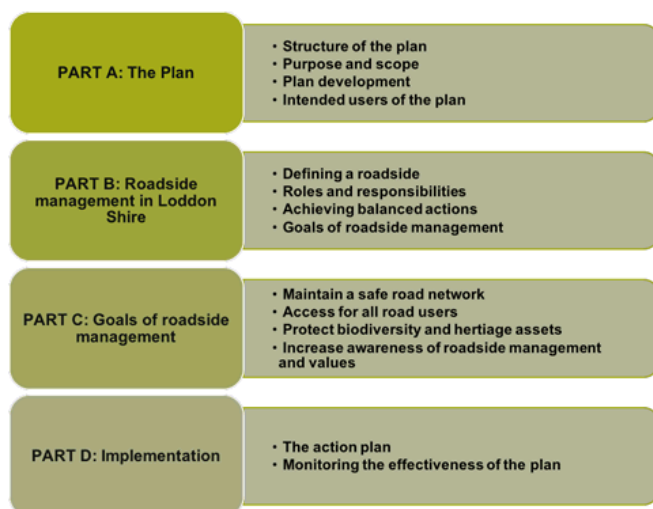 PART A: The Plan
• Structure of the plan
• Purpose and scope
• Plan development
• Intended users of the plan
PART B: Roadside
management in Loddon
Shire
• Defining a roadside
• Roles and responsibilities
• Achieving balanced actions
• Goals of roadside management
PART C: Goals of roadside
management
• Maintain a safe road network
• Access for all road users
• Protect biodiversity and hertiage assets
• Increase awareness of roadside management
and values
PART D: Implementation
• The action plan
• Monitoring the effectiveness of the plan